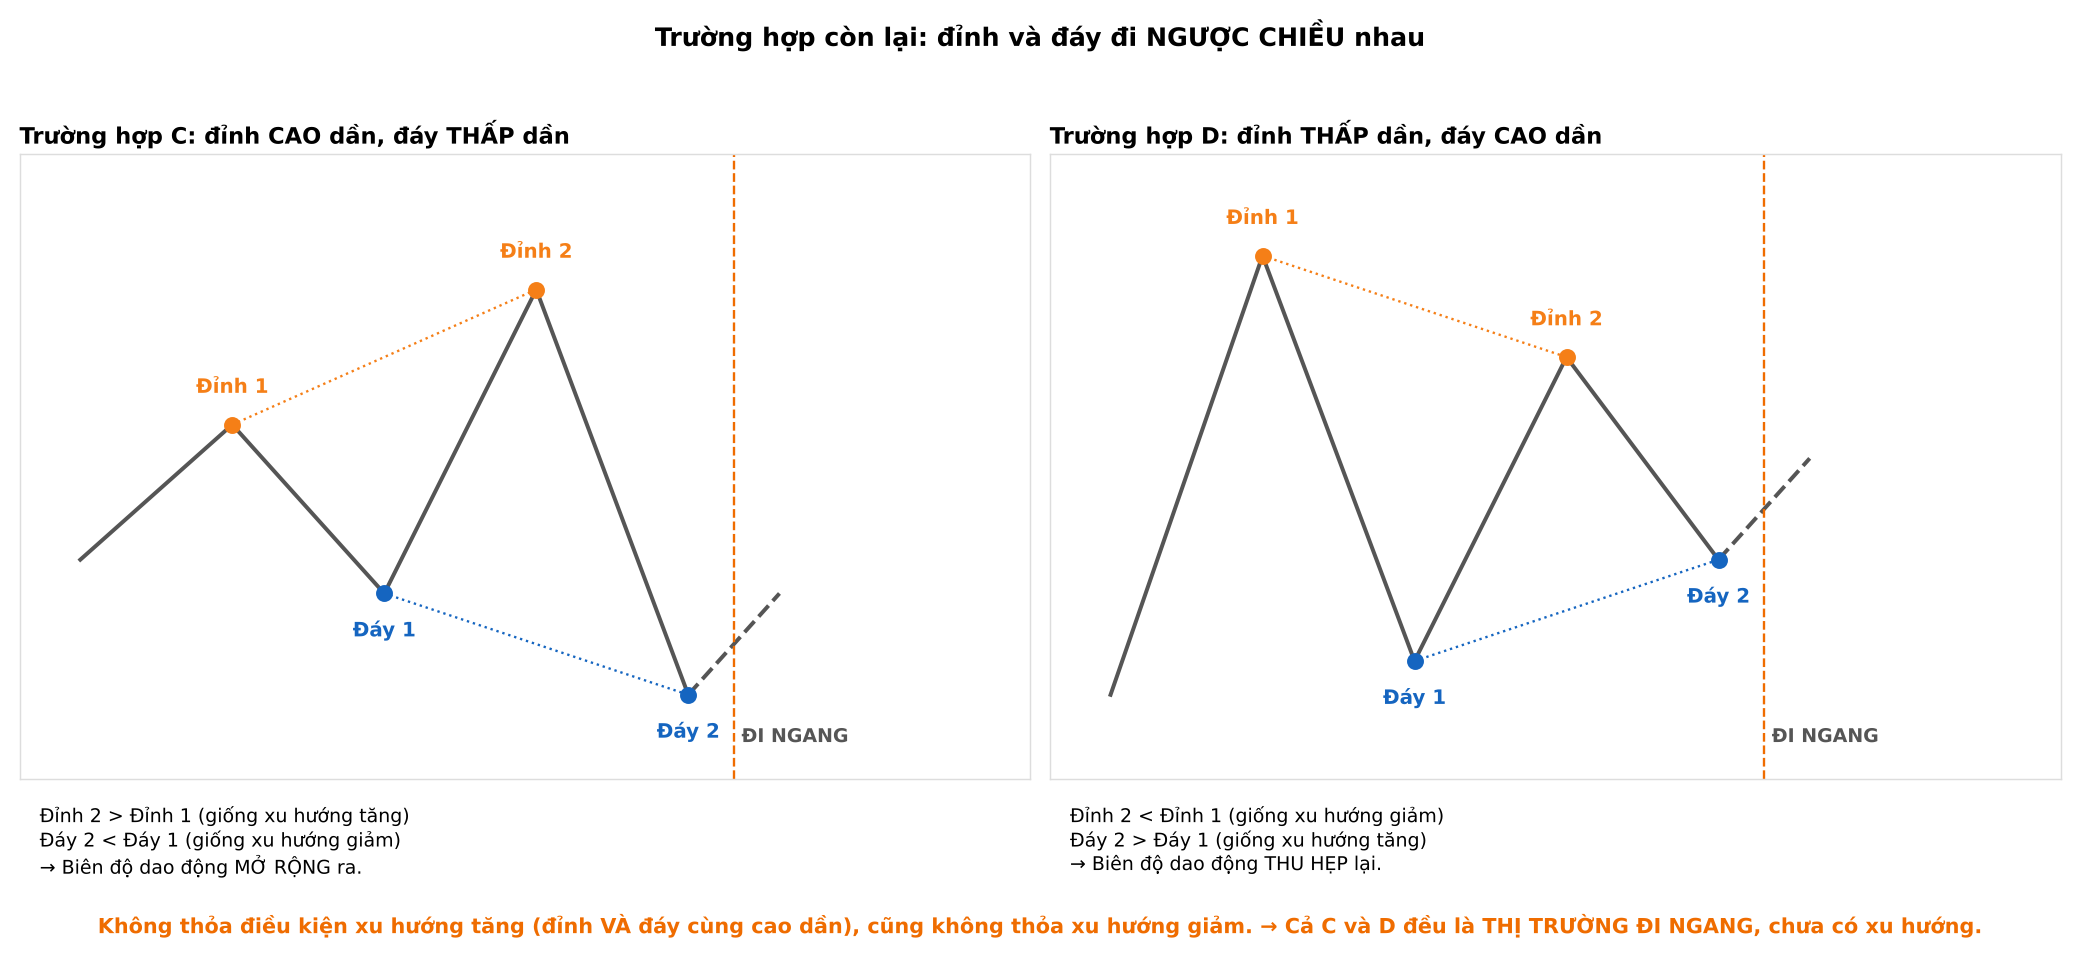 Trường hợp còn lại: đỉnh và đáy đi NGƯỢC CHIỀU nhau
Trường hợp C: đỉnh CAO dần, đáy THẤP dần
Đỉnh 1
Đỉnh 2
Đáy 1
Đáy 2
ĐI NGANG
Đỉnh 2 > Đỉnh 1 (giống xu hướng tăng)
Đáy 2 < Đáy 1 (giống xu hướng giảm)
→ Biên độ dao động MỞ RỘNG ra.
Trường hợp D: đỉnh THẤP dần, đáy CAO dần
Đỉnh 1
Đỉnh 2
Đáy 1
Đáy 2
ĐI NGANG
Đỉnh 2 < Đỉnh 1 (giống xu hướng giảm)
Đáy 2 > Đáy 1 (giống xu hướng tăng)
→ Biên độ dao động THU HẸP lại.
Không thỏa điều kiện xu hướng tăng (đỉnh VÀ đáy cùng cao dần), cũng không thỏa xu hướng giảm. → Cả C và D đều là THỊ TRƯỜNG ĐI NGANG, chưa có xu hướng.